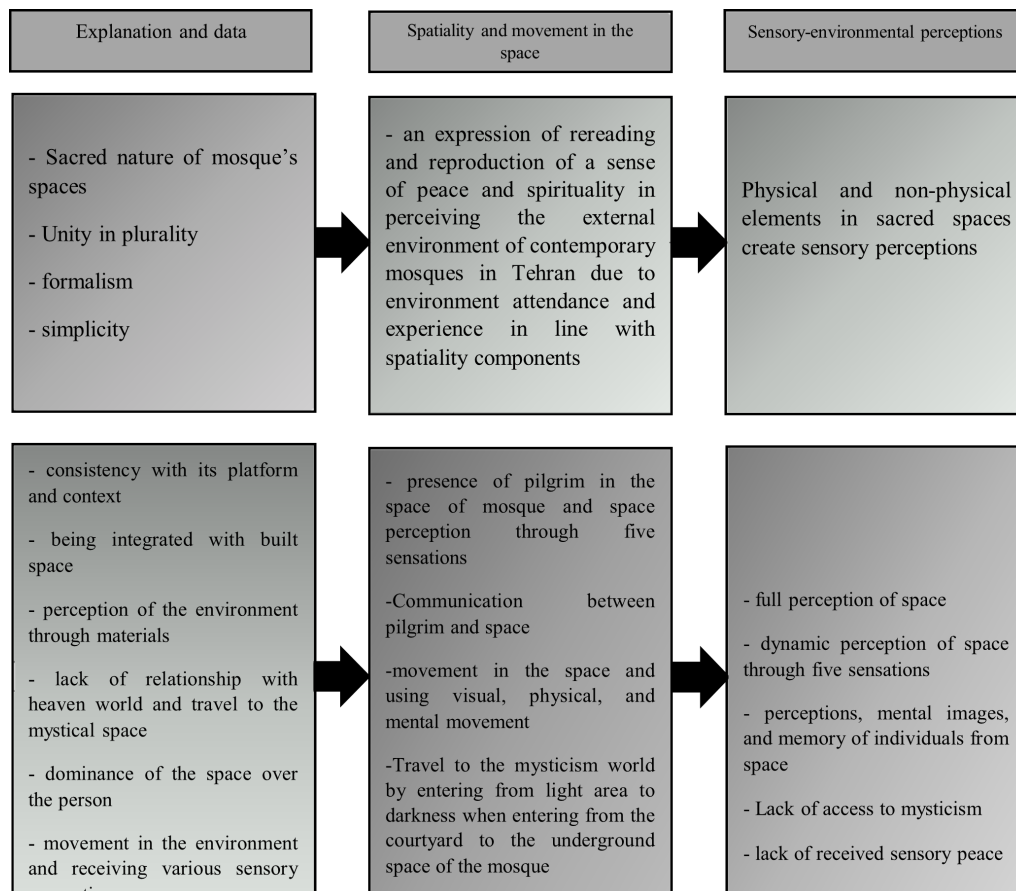 Explanation and data
Spatiality and movement in the
space
Sensory-environmental perceptions
- Sacred nature of mosque's
spaces
- Unity in plurality
- formalism
- simplicity
- an expression of rereading
and reproduction of a sense
of peace and spirituality in
perceiving the external
environment of contemporary
mosques in Tehran due to
environment attendance and
experience in line with
spatiality components
Physical and non-physical
elements in sacred spaces
create sensory perceptions
- consistency with its platform
and context
- being integrated with built
space
- perception of the environment
through materials
- lack of relationship with
heaven world and travel to the
mystical space
- dominance of the space over
the person
- movement in the environment
and receiving various sensory
- presence of pilgrim in the
space of mosque and space
perception through five
sensations
-Communication between
pilgrim and space
-movement in the space and
using visual, physical, and
mental movement
-Travel to the mysticism world
by entering from light area to
darkness when entering from the
courtyard to the underground
space of the mosque
- full perception of space
- dynamic perception of space
through five sensations
- perceptions, mental images,
and memory of individuals from
space
- Lack of access to mysticism
- lack of received sensory peace